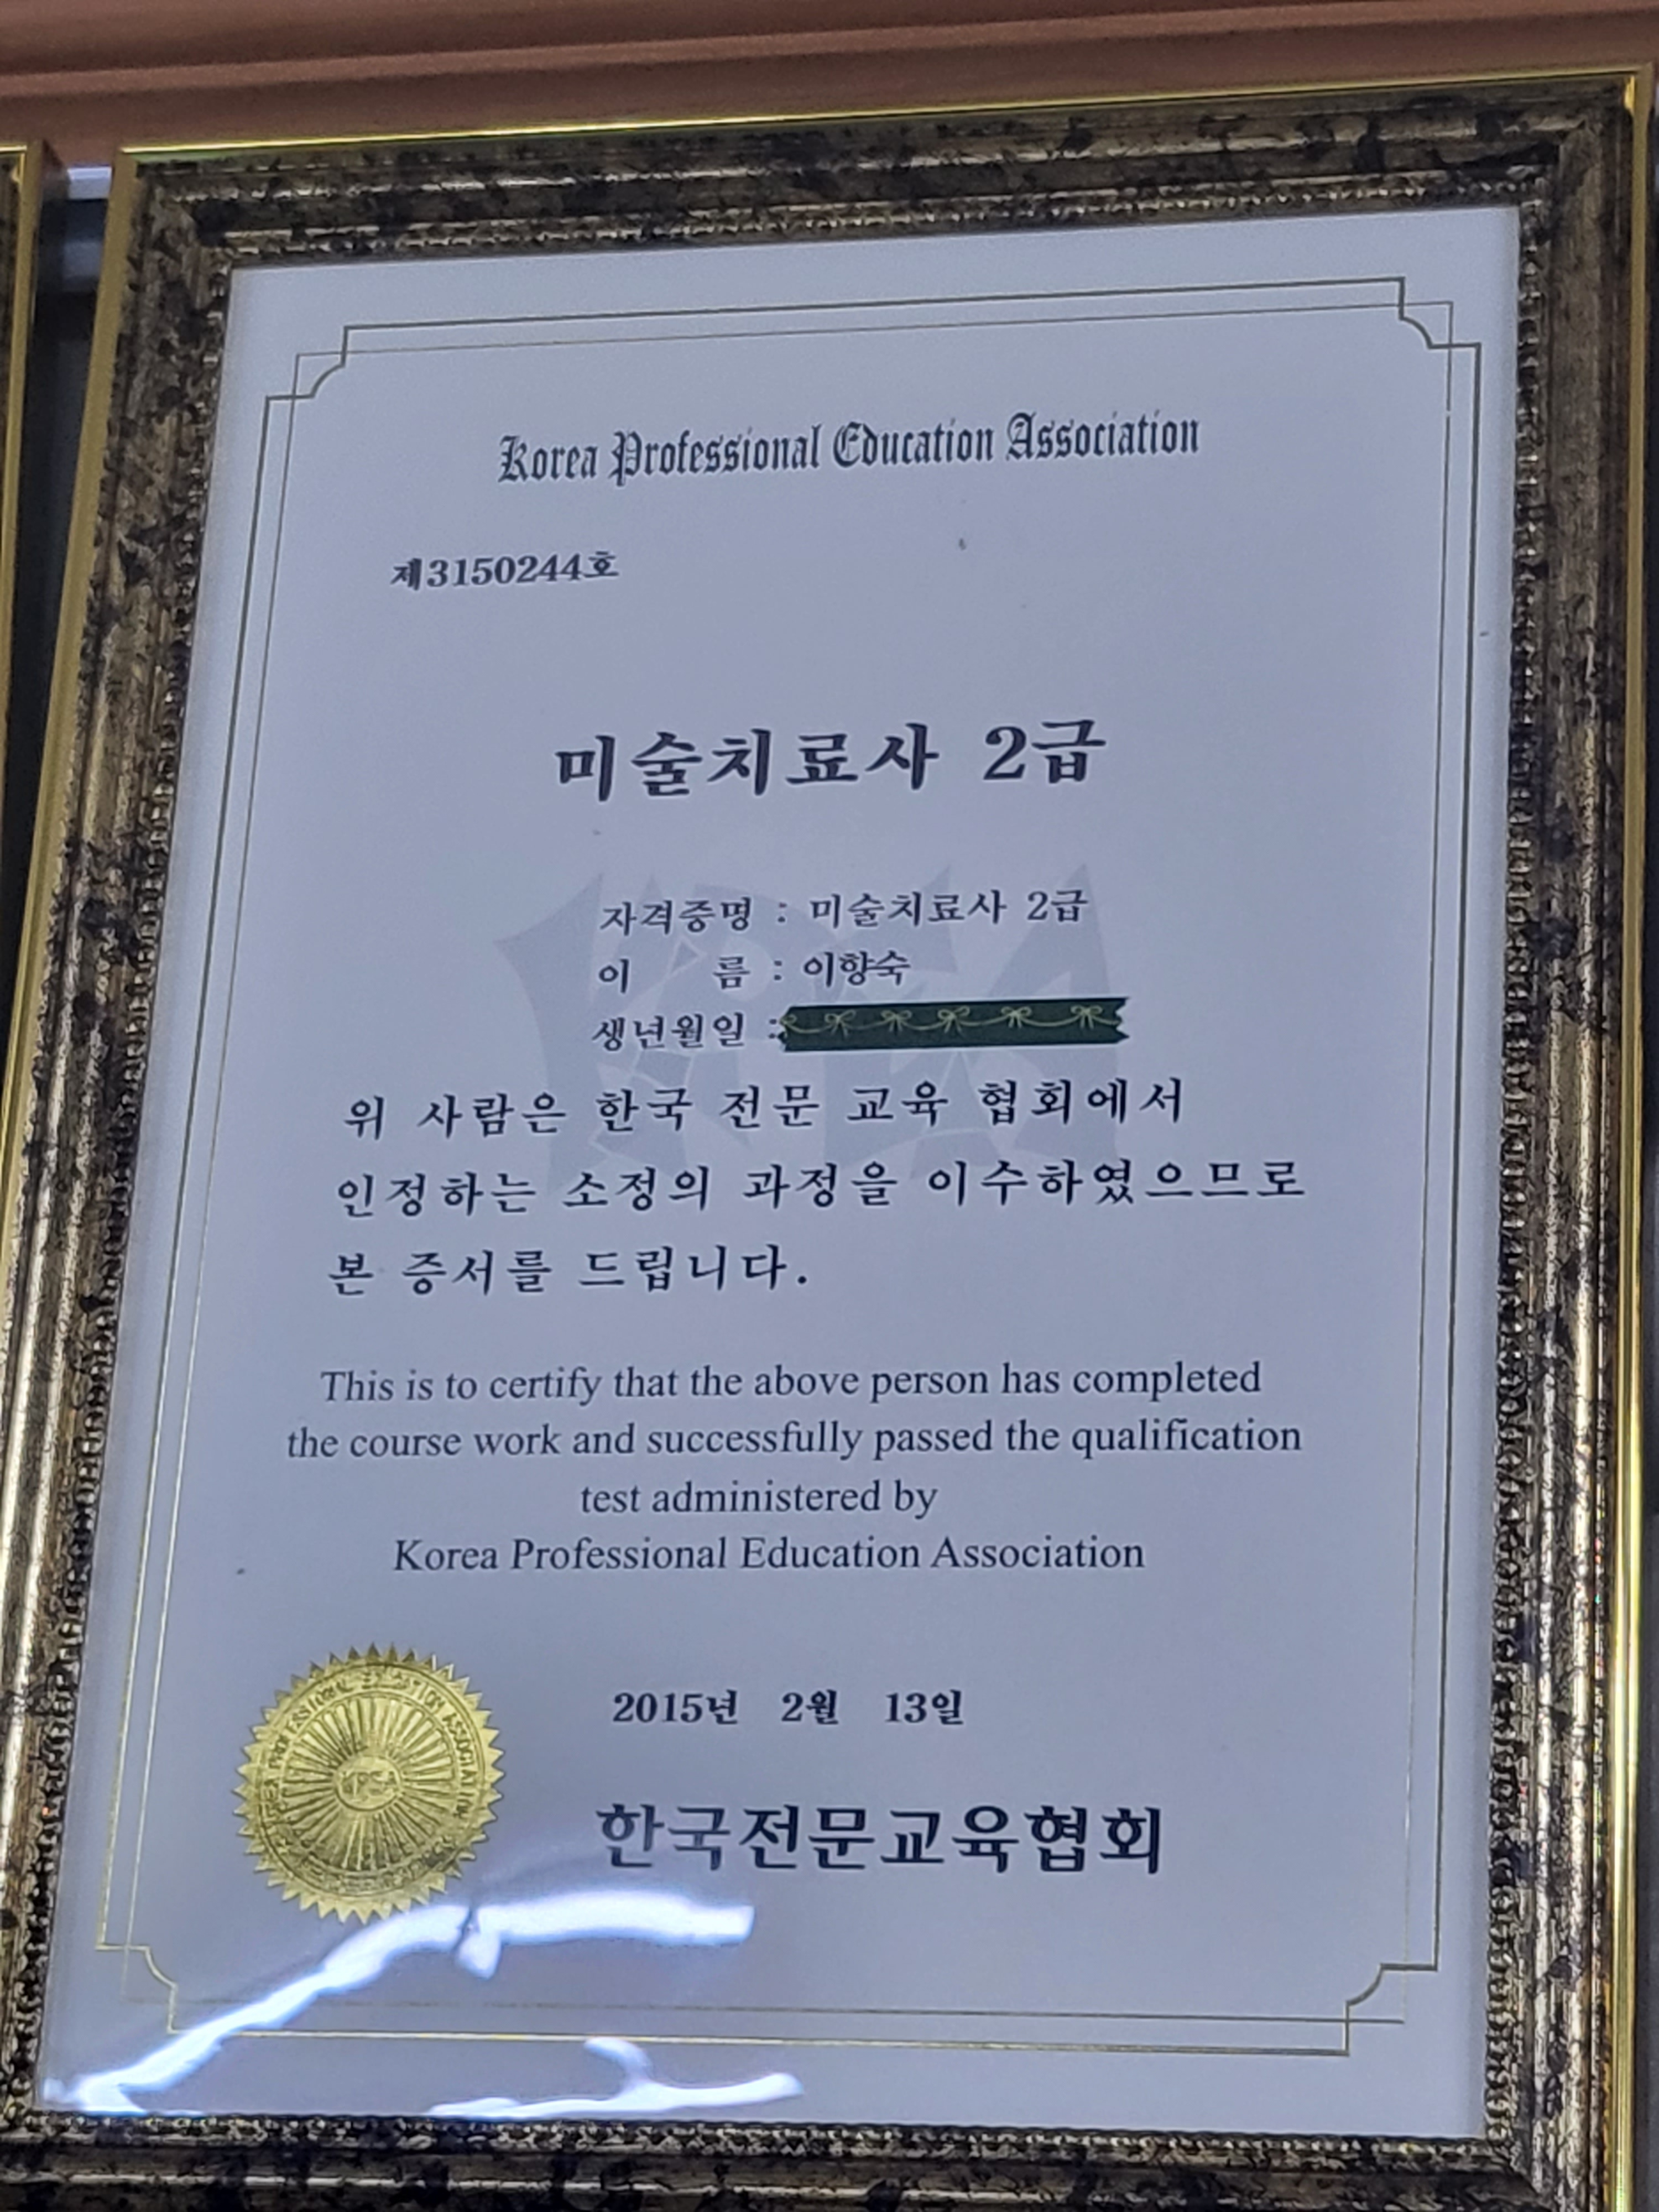 Korea Professional Education Association
제3150244호
미술치료사 2급
자격증명 : 미술치료사 2급
이 름 : 이향숙
생년월일 :
위 사람은 한국 전문 교육 협회에서
인정하는 소정의 과정을 이수하였으므로
본 증서를 드립니다.
This is to certify that the above person has completed
the course work and successfully passed the qualification
test administered by
Korea Professional Education Association
2015년 2월 13일
한국전문교육협회